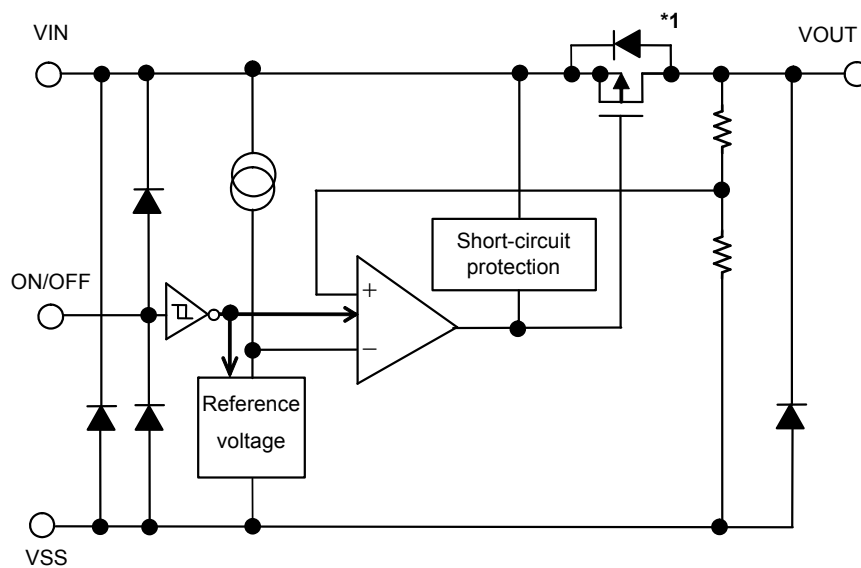 *1
VIN
VOUT
Short-circuit
protection
ON/OFF
+
−
Reference
voltage
VSS